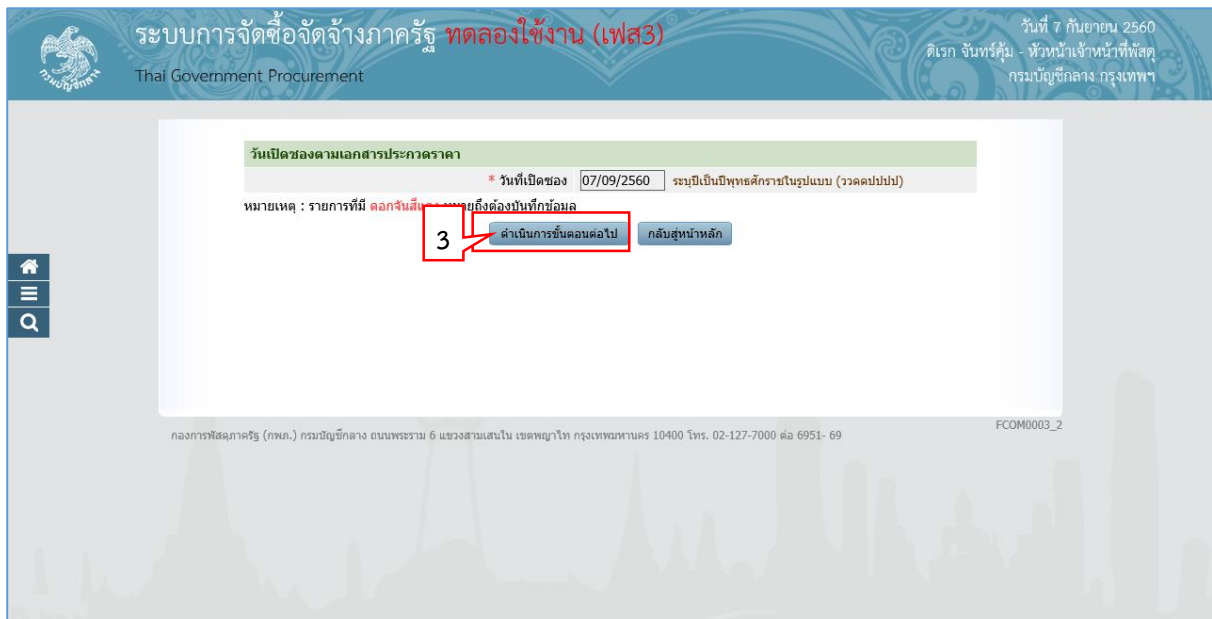 ระบบการจัดซื้อจัดจ้างภาครัฐ ทดลองใช้งาน (เฟส3)
Thai Government Procurement
วันที่ 7 กันยายน 2560
ดิเรก จันทร์คุ้ม - หัวหน้าเจ้าหน้าที่พัสดุ
กรมบัญชีกลาง กรุงเทพฯ
กรมบัญชีกลาง
วันเปิดซองตามเอกสารประกวดราคา
* วันที่เปิดซอง 07/09/2560 ระบุปีเป็นปีพุทธศักราชในรูปแบบ (ววดดปปปป)
หมายเหตุ : รายการที่มี ดอกจันสีแดง หมายถึงต้องบันทึกข้อมูล
3
ดำเนินการขั้นตอนต่อไป กลับสู่หน้าหลัก
กองการพัสดุภาครัฐ (กพภ.) กรมบัญชีกลาง ถนนพระราม 6 แขวงสามเสนใน เขตพญาไท กรุงเทพมหานคร 10400 โทร. 02-127-7000 ต่อ 6951- 69
FCOM0003_2